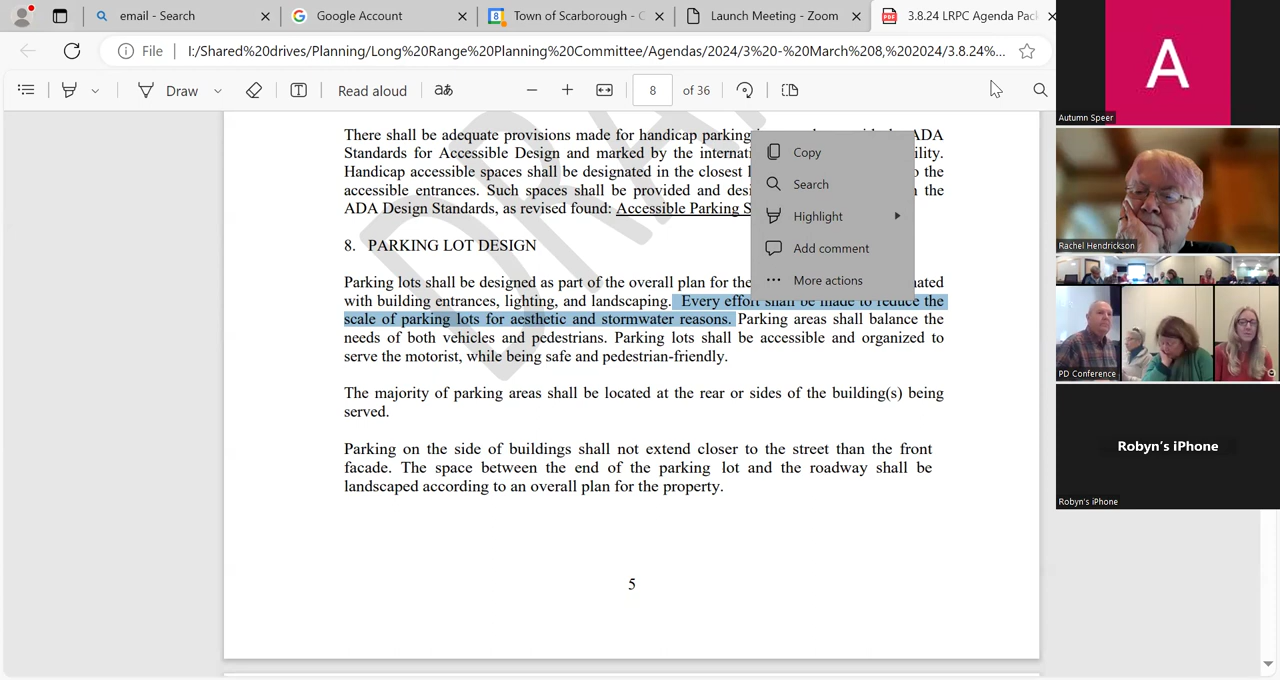 email - Search
Google Account
Town of Scarborough - C
Launch Meeting - Zoom
3.8.24 LRPC Agenda Pack
File
I:/Shared%20drives/Planning/Long%20Range%20Planning%20Committee/Agendas/2024/3%20-%20March%208,%202024/3.8.24%...
Draw
Read aloud
aあ
8
of 36
There shall be adequate provisions made for handicap parking ADA
Standards for Accessible Design and marked by the
Handicap accessible spaces shall be designated in the closest the
accessible entrances. Such spaces shall be provided and the
ADA Design Standards, as revised found: Accessible Parking S
DRA
Copy
Search
Highlight
Add comment
More actions
8. PARKING LOT DESIGN
Parking lots shall be designed as part of the overall plan for the
with building entrances, lighting, and landscaping. Every effort shall be made to reduce the
scale of parking lots for aesthetic and stormwater reasons. Parking areas shall balance the
needs of both vehicles and pedestrians. Parking lots shall be accessible and organized to
serve the motorist, while being safe and pedestrian-friendly.
The majority of parking areas shall be located at the rear or sides of the building(s) being
served.
Parking on the side of buildings shall not extend closer to the street than the front
facade. The space between the end of the parking lot and the roadway shall be
landscaped according to an overall plan for the property.
5
A
Autumn Speer
Rachel Hendrickson
PD Conference
Robyn's iPhone
Robyn's iPhone